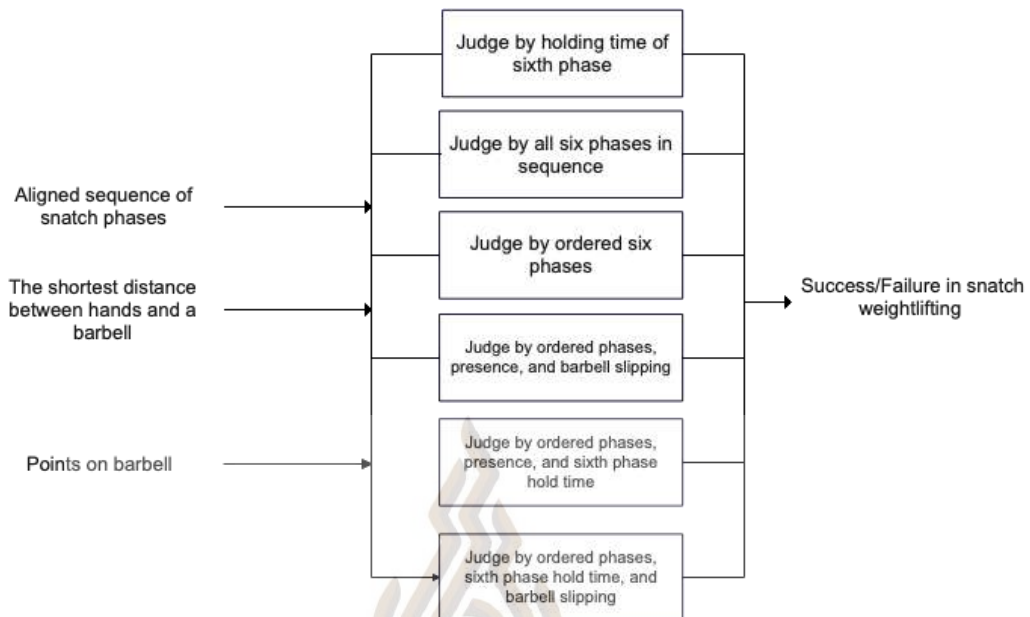 Judge by holding time of
sixth phase
Judge by all six phases in
sequence
Aligned sequence of
snatch phases
Judge by ordered six
phases
The shortest distance
between hands and a
barbell
Success/Failure in snatch
weightlifting
Judge by ordered phases,
presence, and barbell slipping
Points on barbell
Judge by ordered phases,
presence, and sixth phase
hold time
Judge by ordered phases,
sixth phase hold time, and
barbell slipping